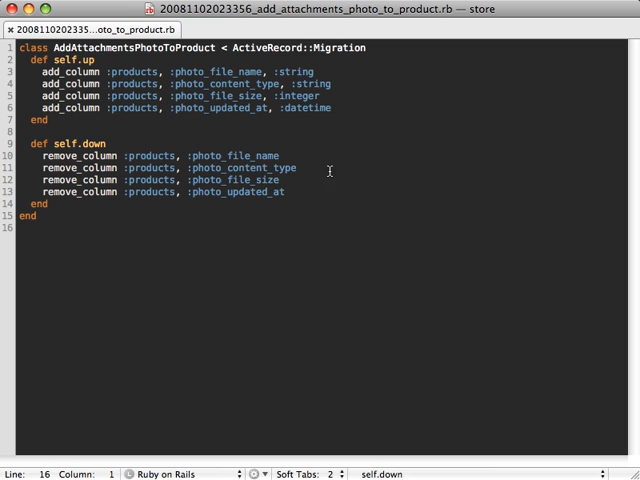 20081102023356_add_attachments_photo_to_product.rb — store
2008110202335...oto_to_product.rb
1 class AddAttachmentsPhotoToProduct < ActiveRecord::Migration
2   def self.up
3     add_column :products, :photo_file_name, :string
4     add_column :products, :photo_content_type, :string
5     add_column :products, :photo_file_size, :integer
6     add_column :products, :photo_updated_at, :datetime
7   end
8
9   def self.down
10     remove_column :products, :photo_file_name
11     remove_column :products, :photo_content_type
12     remove_column :products, :photo_file_size
13     remove_column :products, :photo_updated_at
14   end
15 end
16
Line: 16 Column: 1 Ruby on Rails Soft Tabs: 2 self.down